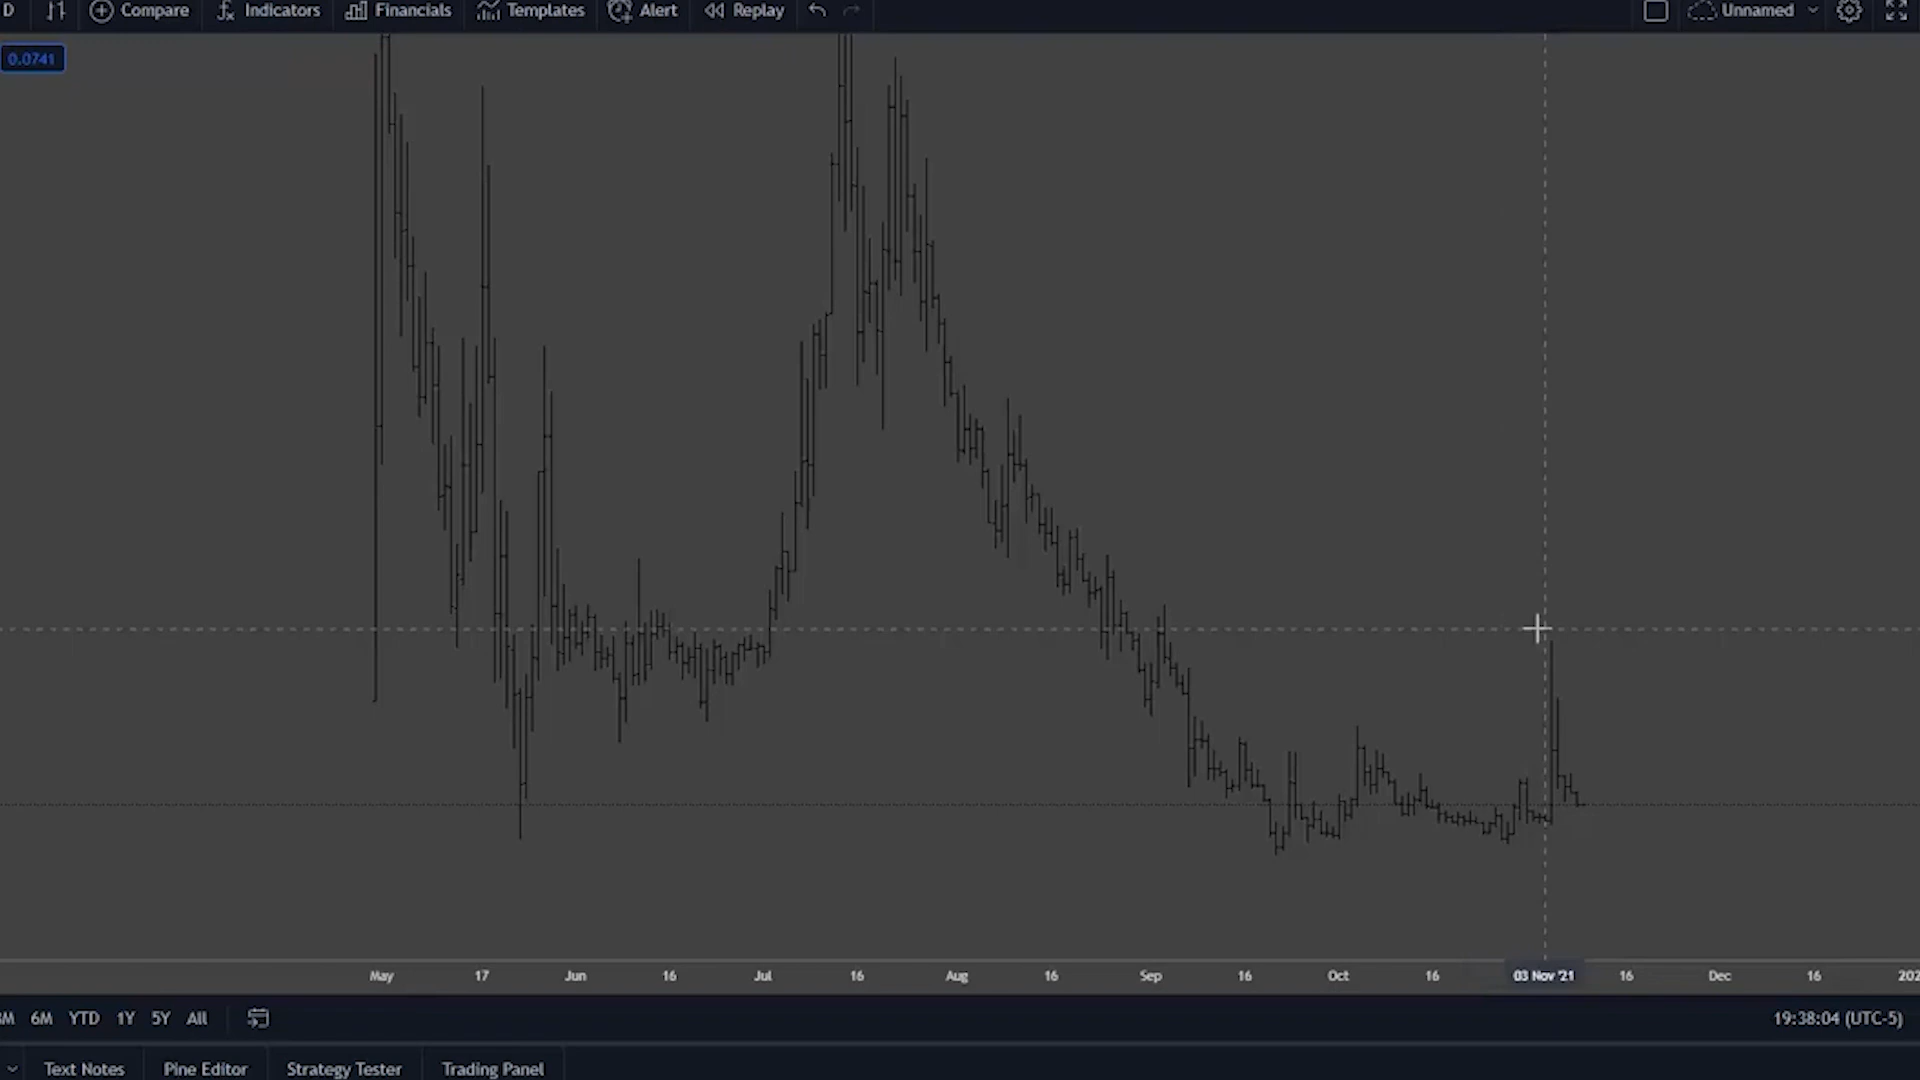 D Compare Indicators Financials Templates Alert Replay Unnamed
0.0741
May 17 Jun 16 Jul 16 Aug 16 Sep 16 Oct 16 03 Nov '21 16 Dec 16
6M YTD 1Y 5Y All 19:38:04 (UTC-5)
Text Notes Pine Editor Strategy Tester Trading Panel